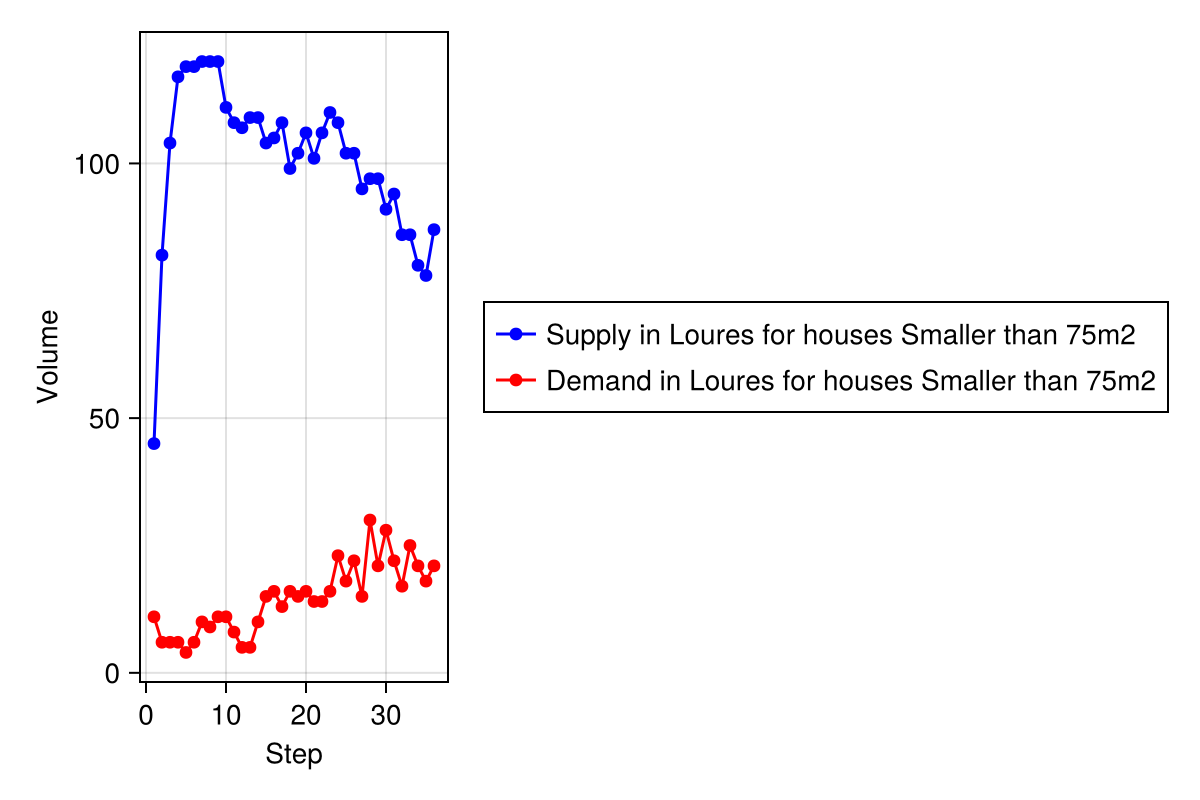 Volume
100
50
0
0 10 20 30
Step
Supply in Loures for houses Smaller than 75m2
Demand in Loures for houses Smaller than 75m2